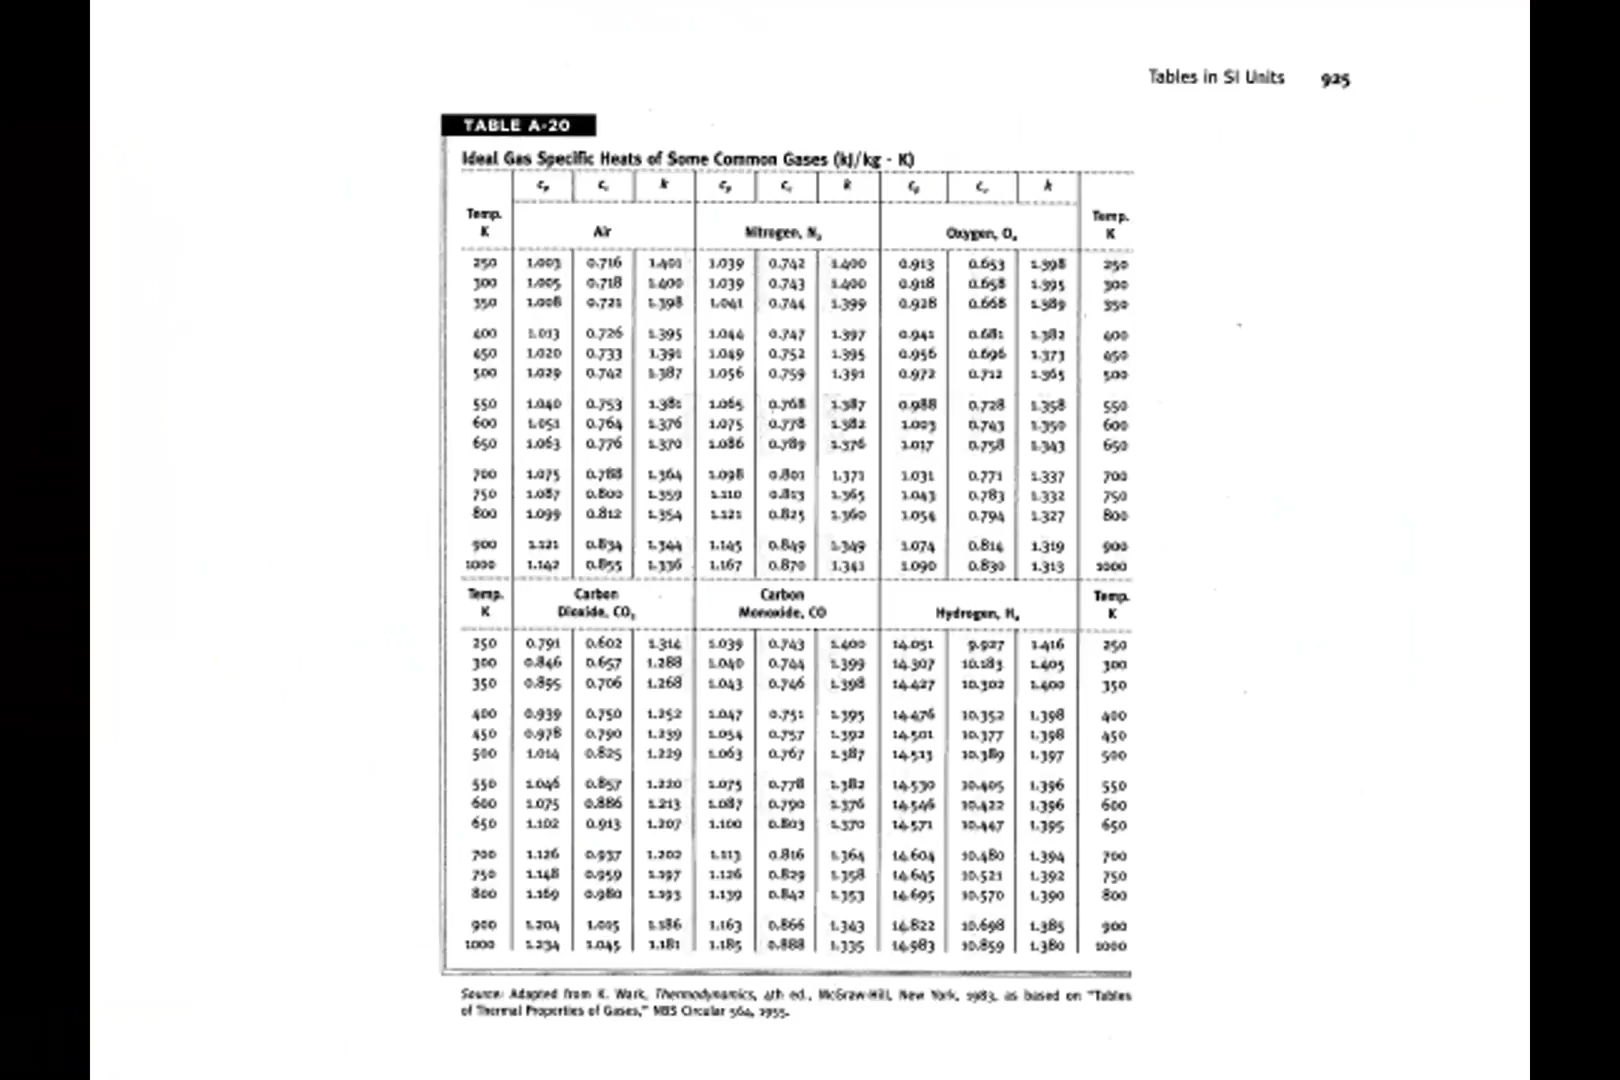 Tables in SI Units 925
TABLE A-20
Ideal Gas Specific Heats of Some Common Gases (kJ/kg · K)
cp cv k cp cv k cp cv k
Temp. K Air Nitrogen, N2 Oxygen, O2 Temp. K
250 1.003 0.716 1.401 1.039 0.742 1.400 0.913 0.653 1.398 250
300 1.005 0.718 1.400 1.039 0.743 1.400 0.918 0.658 1.395 300
350 1.008 0.721 1.398 1.041 0.744 1.399 0.928 0.668 1.389 350
400 1.013 0.726 1.395 1.044 0.747 1.397 0.941 0.681 1.382 400
450 1.020 0.733 1.391 1.049 0.752 1.395 0.956 0.696 1.373 450
500 1.029 0.742 1.387 1.056 0.759 1.391 0.972 0.712 1.365 500
550 1.040 0.753 1.381 1.065 0.768 1.387 0.988 0.728 1.358 550
600 1.051 0.764 1.376 1.075 0.778 1.382 1.003 0.743 1.350 600
650 1.063 0.776 1.370 1.086 0.789 1.376 1.017 0.758 1.343 650
700 1.075 0.788 1.364 1.098 0.801 1.371 1.031 0.771 1.337 700
750 1.087 0.800 1.359 1.110 0.813 1.365 1.043 0.783 1.332 750
800 1.099 0.812 1.354 1.121 0.825 1.360 1.054 0.794 1.327 800
900 1.121 0.834 1.344 1.145 0.849 1.349 1.074 0.814 1.319 900
1000 1.142 0.855 1.336 1.167 0.870 1.341 1.090 0.830 1.313 1000
Temp. K Carbon Dioxide, CO2 Carbon Monoxide, CO Hydrogen, H2 Temp. K
250 0.791 0.602 1.314 1.039 0.743 1.400 14.051 9.927 1.416 250
300 0.846 0.657 1.288 1.040 0.744 1.399 14.307 10.183 1.405 300
350 0.895 0.706 1.268 1.043 0.746 1.398 14.427 10.302 1.400 350
400 0.939 0.750 1.252 1.047 0.751 1.395 14.476 10.352 1.398 400
450 0.978 0.790 1.239 1.054 0.757 1.392 14.501 10.377 1.398 450
500 1.014 0.825 1.229 1.063 0.767 1.387 14.513 10.389 1.397 500
550 1.046 0.857 1.220 1.075 0.778 1.382 14.530 10.405 1.396 550
600 1.075 0.886 1.213 1.087 0.790 1.376 14.546 10.422 1.396 600
650 1.102 0.913 1.207 1.100 0.803 1.370 14.571 10.447 1.395 650
700 1.126 0.937 1.202 1.113 0.816 1.364 14.604 10.480 1.394 700
750 1.148 0.959 1.197 1.126 0.829 1.358 14.645 10.521 1.392 750
800 1.169 0.980 1.193 1.139 0.842 1.353 14.695 10.570 1.390 800
900 1.204 1.015 1.186 1.163 0.866 1.343 14.822 10.698 1.385 900
1000 1.234 1.045 1.181 1.185 0.888 1.335 14.983 10.859 1.380 1000
Source: Adapted from K. Wark, Thermodynamics, 4th ed., McGraw-Hill, New York, 1983, as based on "Tables
of Thermal Properties of Gases," NBS Circular 564, 1955.